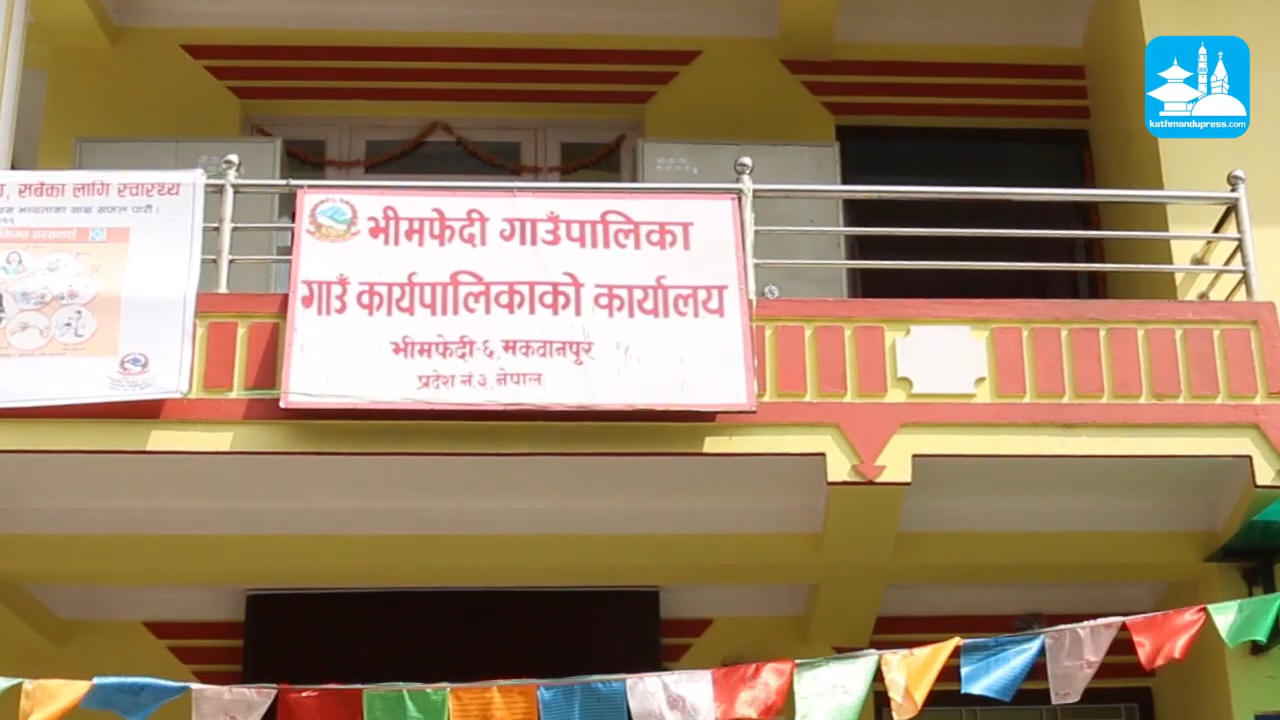 सबैका लागि स्वास्थ्य
भीमफेदी गाउँपालिका
गाउँ कार्यपालिकाको कार्यालय
भीमफेदी-६, मकवानपुर
प्रदेश नं ३, नेपाल
kathmandupress.com